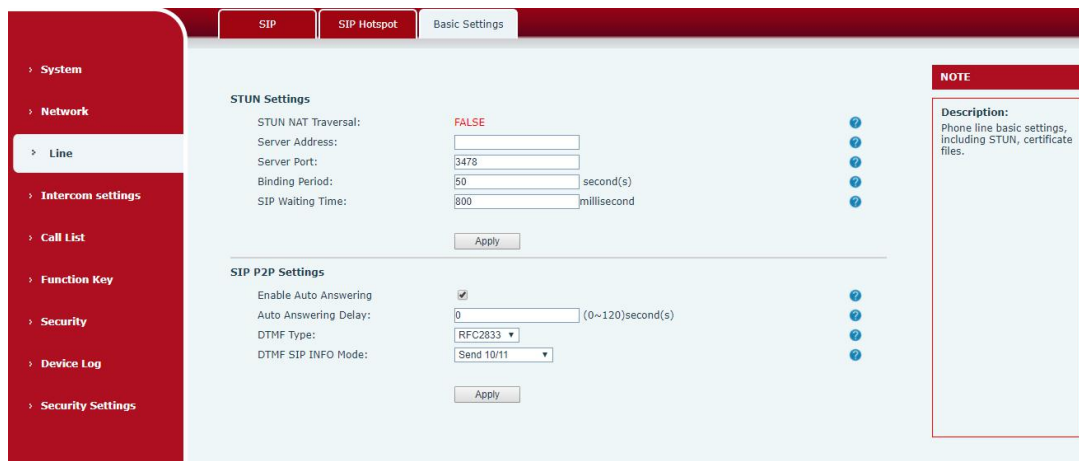 SIP
SIP Hotspot
Basic Settings
› System
› Network
› Line
› Intercom settings
› Call List
› Function Key
› Security
› Device Log
› Security Settings
STUN Settings
STUN NAT Traversal: FALSE ?
Server Address: ?
Server Port: 3478 ?
Binding Period: 50 second(s) ?
SIP Waiting Time: 800 millisecond ?
Apply
SIP P2P Settings
Enable Auto Answering ?
Auto Answering Delay: 0 (0~120)second(s) ?
DTMF Type: RFC2833 ?
DTMF SIP INFO Mode: Send 10/11 ?
Apply
NOTE
Description:
Phone line basic settings,
including STUN, certificate
files.